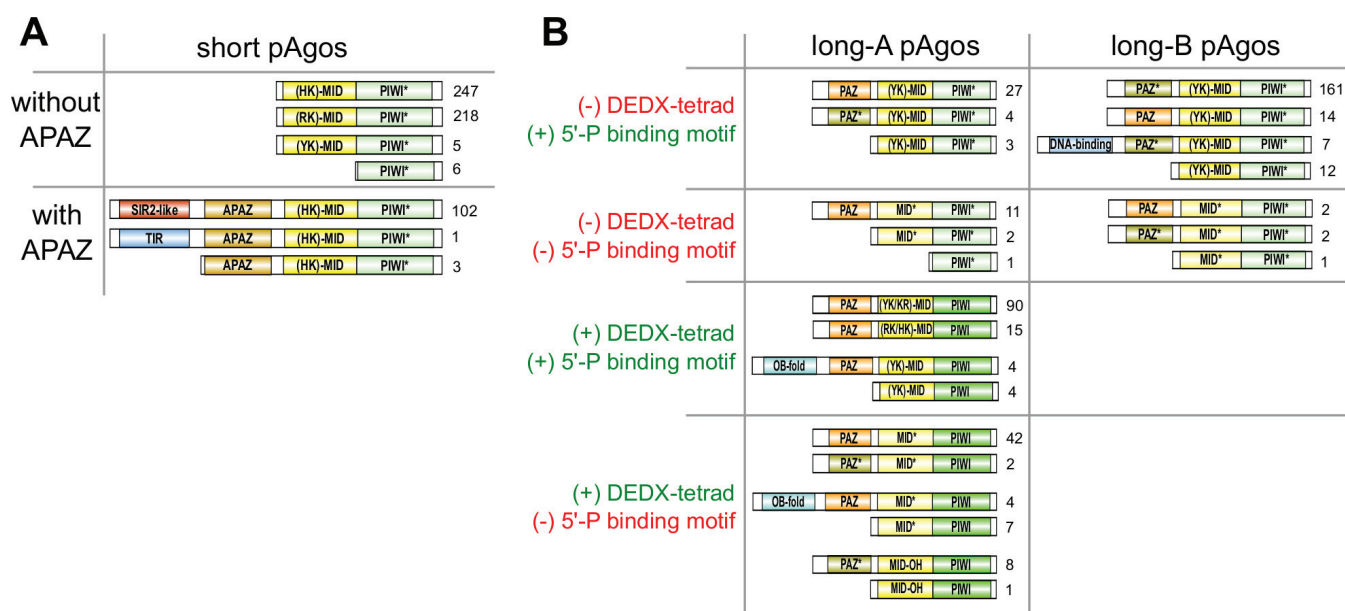 A
short pAgos
without
APAZ
(HK)-MID PIWI* 247
(RK)-MID PIWI* 218
(YK)-MID PIWI* 5
PIWI* 6
with
APAZ
SIR2-like APAZ (HK)-MID PIWI* 102
TIR APAZ (HK)-MID PIWI* 1
APAZ (HK)-MID PIWI* 3
B
long-A pAgos
long-B pAgos
(-) DEDX-tetrad
(+) 5'-P binding motif
PAZ (YK)-MID PIWI* 27
PAZ* (YK)-MID PIWI* 4
(YK)-MID PIWI* 3
PAZ* (YK)-MID PIWI* 161
PAZ (YK)-MID PIWI* 14
DNA-binding PAZ* (YK)-MID PIWI* 7
(YK)-MID PIWI* 12
(-) DEDX-tetrad
(-) 5'-P binding motif
PAZ MID* PIWI* 11
MID* PIWI* 2
PIWI* 1
PAZ MID* PIWI* 2
PAZ* MID* PIWI* 2
MID* PIWI* 1
(+) DEDX-tetrad
(+) 5'-P binding motif
PAZ (YK/KR)-MID PIWI 90
PAZ (RK/HK)-MID PIWI 15
OB-fold PAZ (YK)-MID PIWI 4
(YK)-MID PIWI 4
(+) DEDX-tetrad
(-) 5'-P binding motif
PAZ MID* PIWI 42
PAZ* MID* PIWI 2
OB-fold PAZ MID* PIWI 4
MID* PIWI 7
PAZ* MID-OH PIWI 8
MID-OH PIWI 1